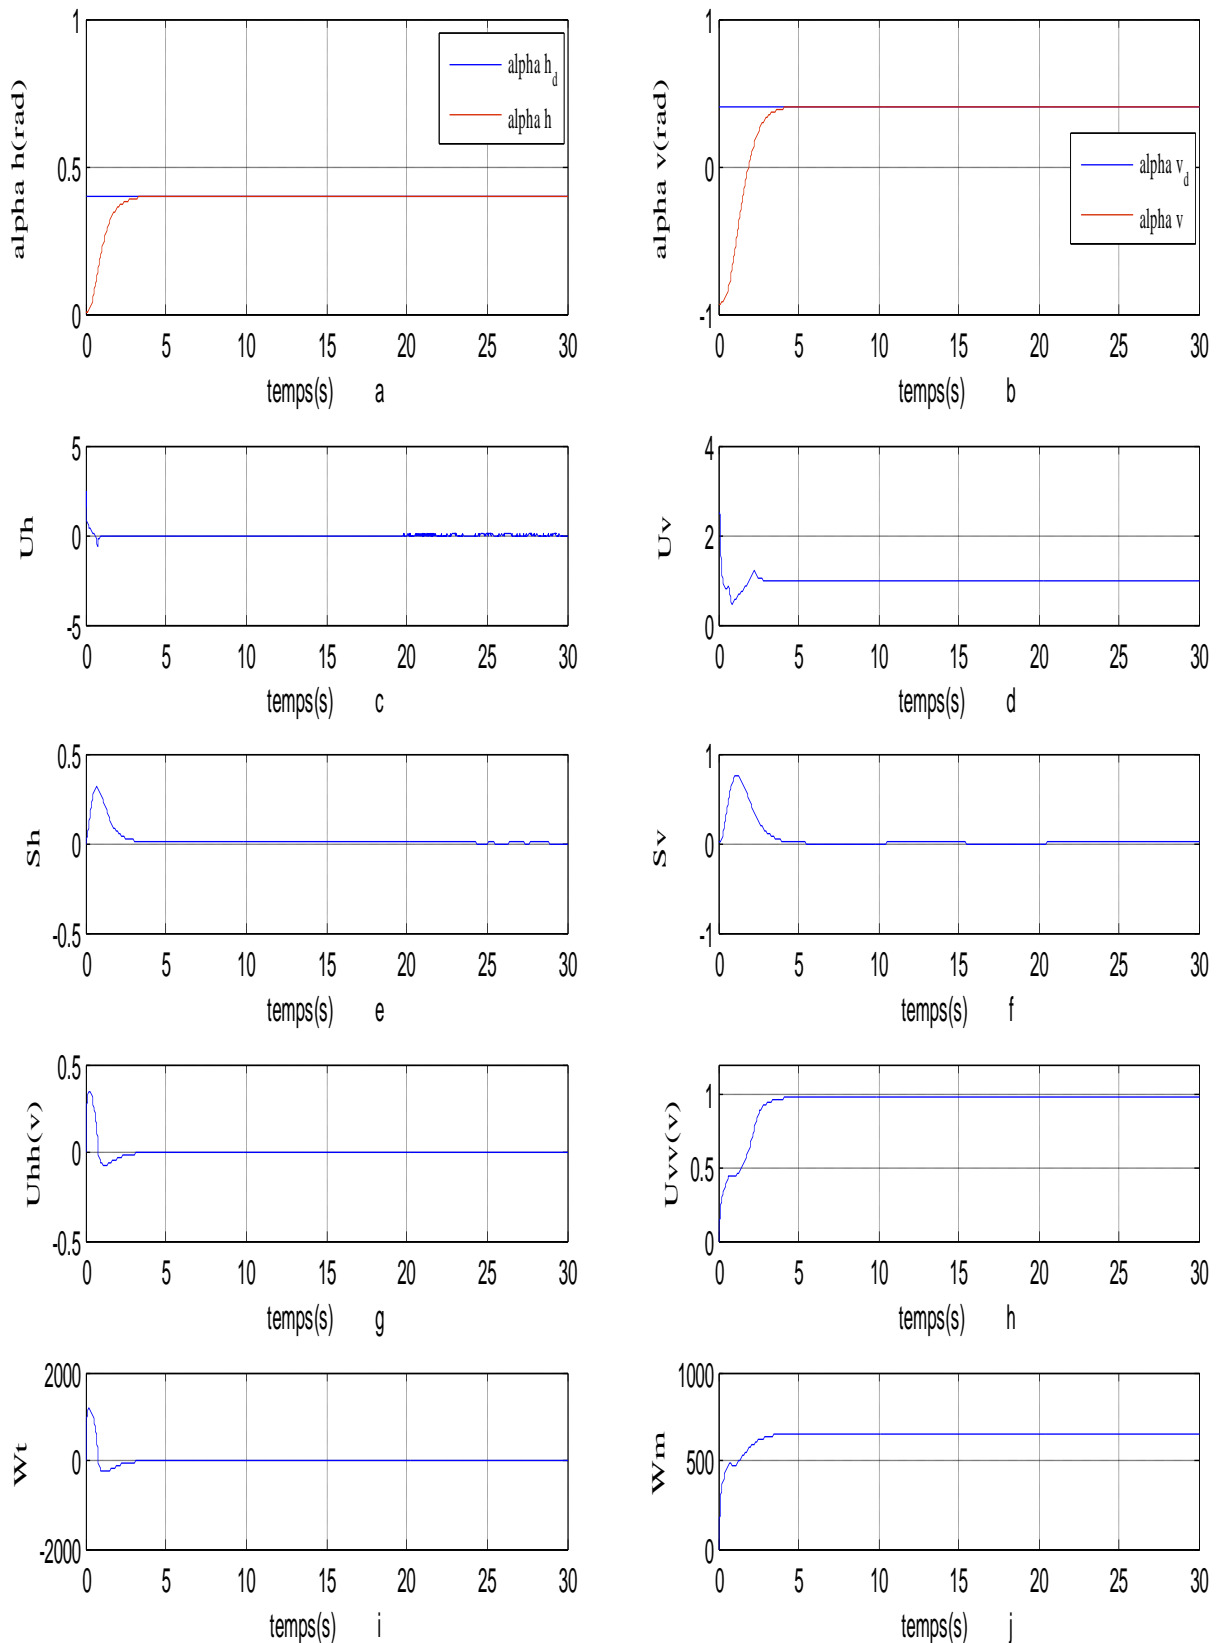 alpha h(rad)
1
0.5
0
alpha h_d
alpha h
0 5 10 15 20 25 30
temps(s) a
alpha v(rad)
1
0
-1
alpha v_d
alpha v
0 5 10 15 20 25 30
temps(s) b
Uh
5
0
-5
0 5 10 15 20 25 30
temps(s) c
Uv
4
2
0
0 5 10 15 20 25 30
temps(s) d
Sh
0.5
0
-0.5
0 5 10 15 20 25 30
temps(s) e
Sv
1
0
-1
0 5 10 15 20 25 30
temps(s) f
Uhh(v)
0.5
0
-0.5
0 5 10 15 20 25 30
temps(s) g
Uvv(v)
1
0.5
0
0 5 10 15 20 25 30
temps(s) h
Wt
2000
0
-2000
0 5 10 15 20 25 30
temps(s) i
Wm
1000
500
0
0 5 10 15 20 25 30
temps(s) j